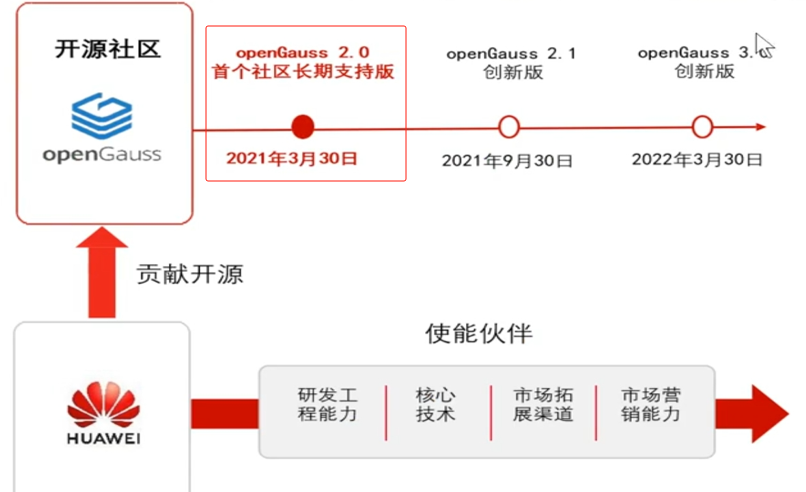 开源社区
openGauss
openGauss 2.0
首个社区长期支持版
2021年3月30日
openGauss 2.1
创新版
2021年9月30日
openGauss 3.
创新版
2022年3月30日
贡献开源
使能伙伴
HUAWEI
研发工
程能力
核心
技术
市场拓
展渠道
市场营
销能力